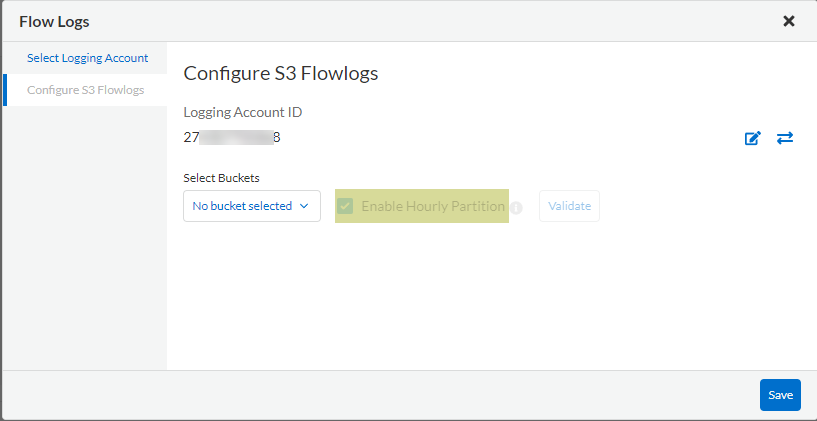 Flow Logs
Select Logging Account
Configure S3 Flowlogs
Configure S3 Flowlogs
Logging Account ID
27 8
Select Buckets
No bucket selected
Enable Hourly Partition
Validate
Save